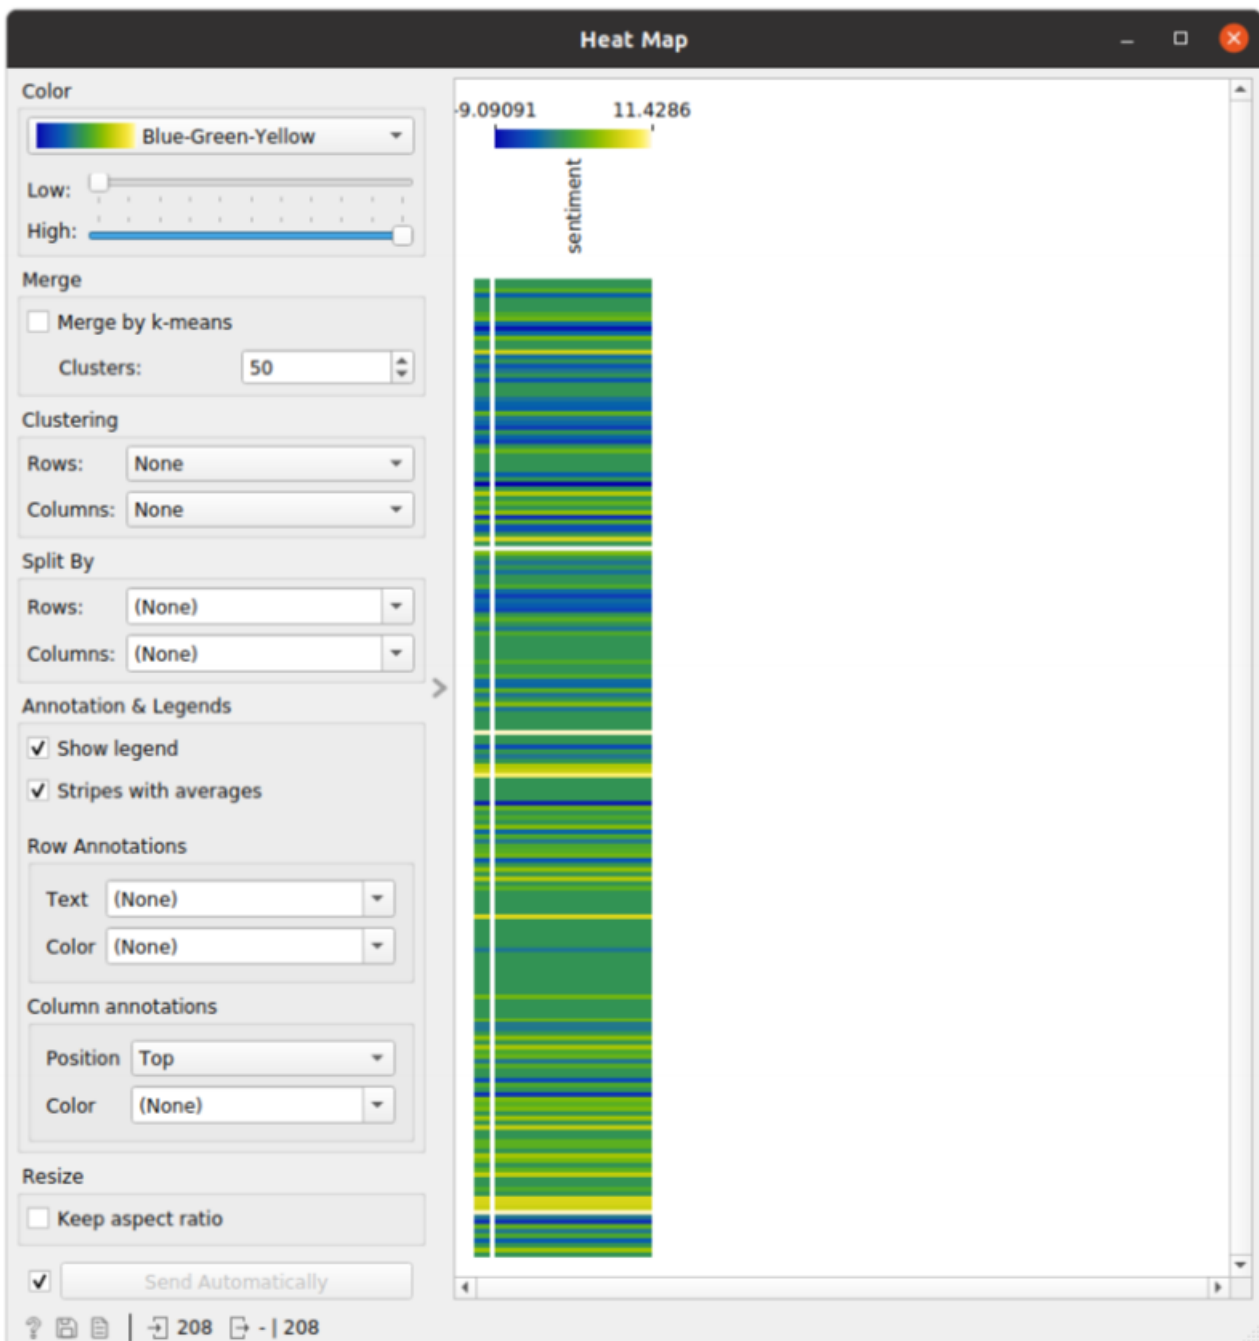 Heat Map
Color
Blue-Green-Yellow
Low:
High:
Merge
Merge by k-means
Clusters: 50
Clustering
Rows: None
Columns: None
Split By
Rows: (None)
Columns: (None)
Annotation & Legends
Show legend
Stripes with averages
Row Annotations
Text (None)
Color (None)
Column annotations
Position Top
Color (None)
Resize
Keep aspect ratio
Send Automatically
? 208 - | 208
-9.09091 11.4286
sentiment